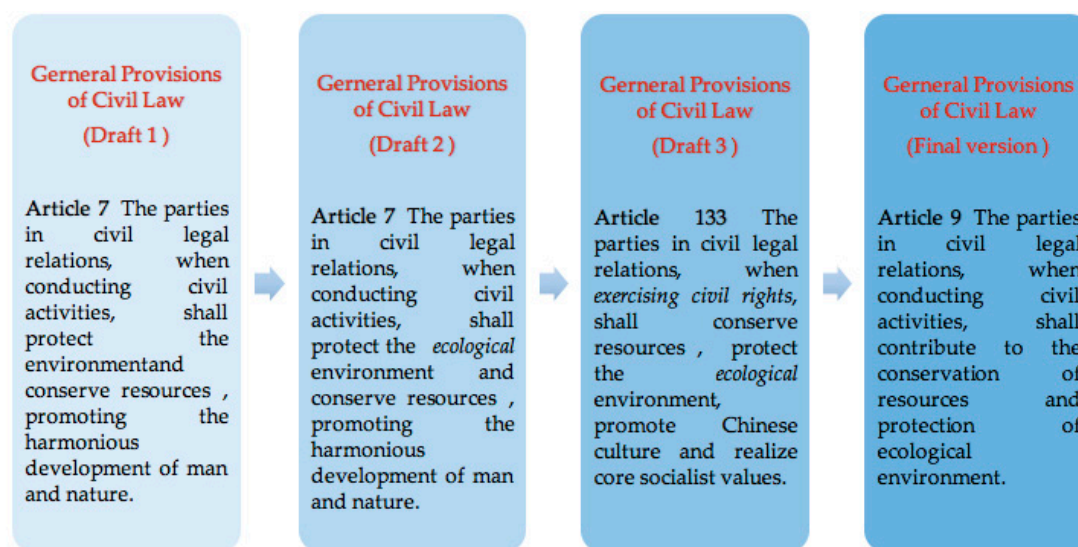 Gerneral Provisions
of Civil Law
(Draft 1 )
Article 7 The parties
in civil legal
relations, when
conducting civil
activities, shall
protect the
environmentand
conserve resources ,
promoting the
harmonious
development of man
and nature.
Gerneral Provisions
of Civil Law
(Draft 2 )
Article 7 The parties
in civil legal
relations, when
conducting civil
activities, shall
protect the ecological
environment and
conserve resources ,
promoting the
harmonious
development of man
and nature.
Gerneral Provisions
of Civil Law
(Draft 3 )
Article 133 The
parties in civil legal
relations, when
exercising civil rights,
shall conserve
resources , protect
the ecological
environment,
promote Chinese
culture and realize
core socialist values.
Gerneral Provisions
of Civil Law
(Final version )
Article 9 The parties
in civil legal
relations, when
conducting civil
activities, shall
contribute to the
conservation of
resources and
protection of
ecological
environment.